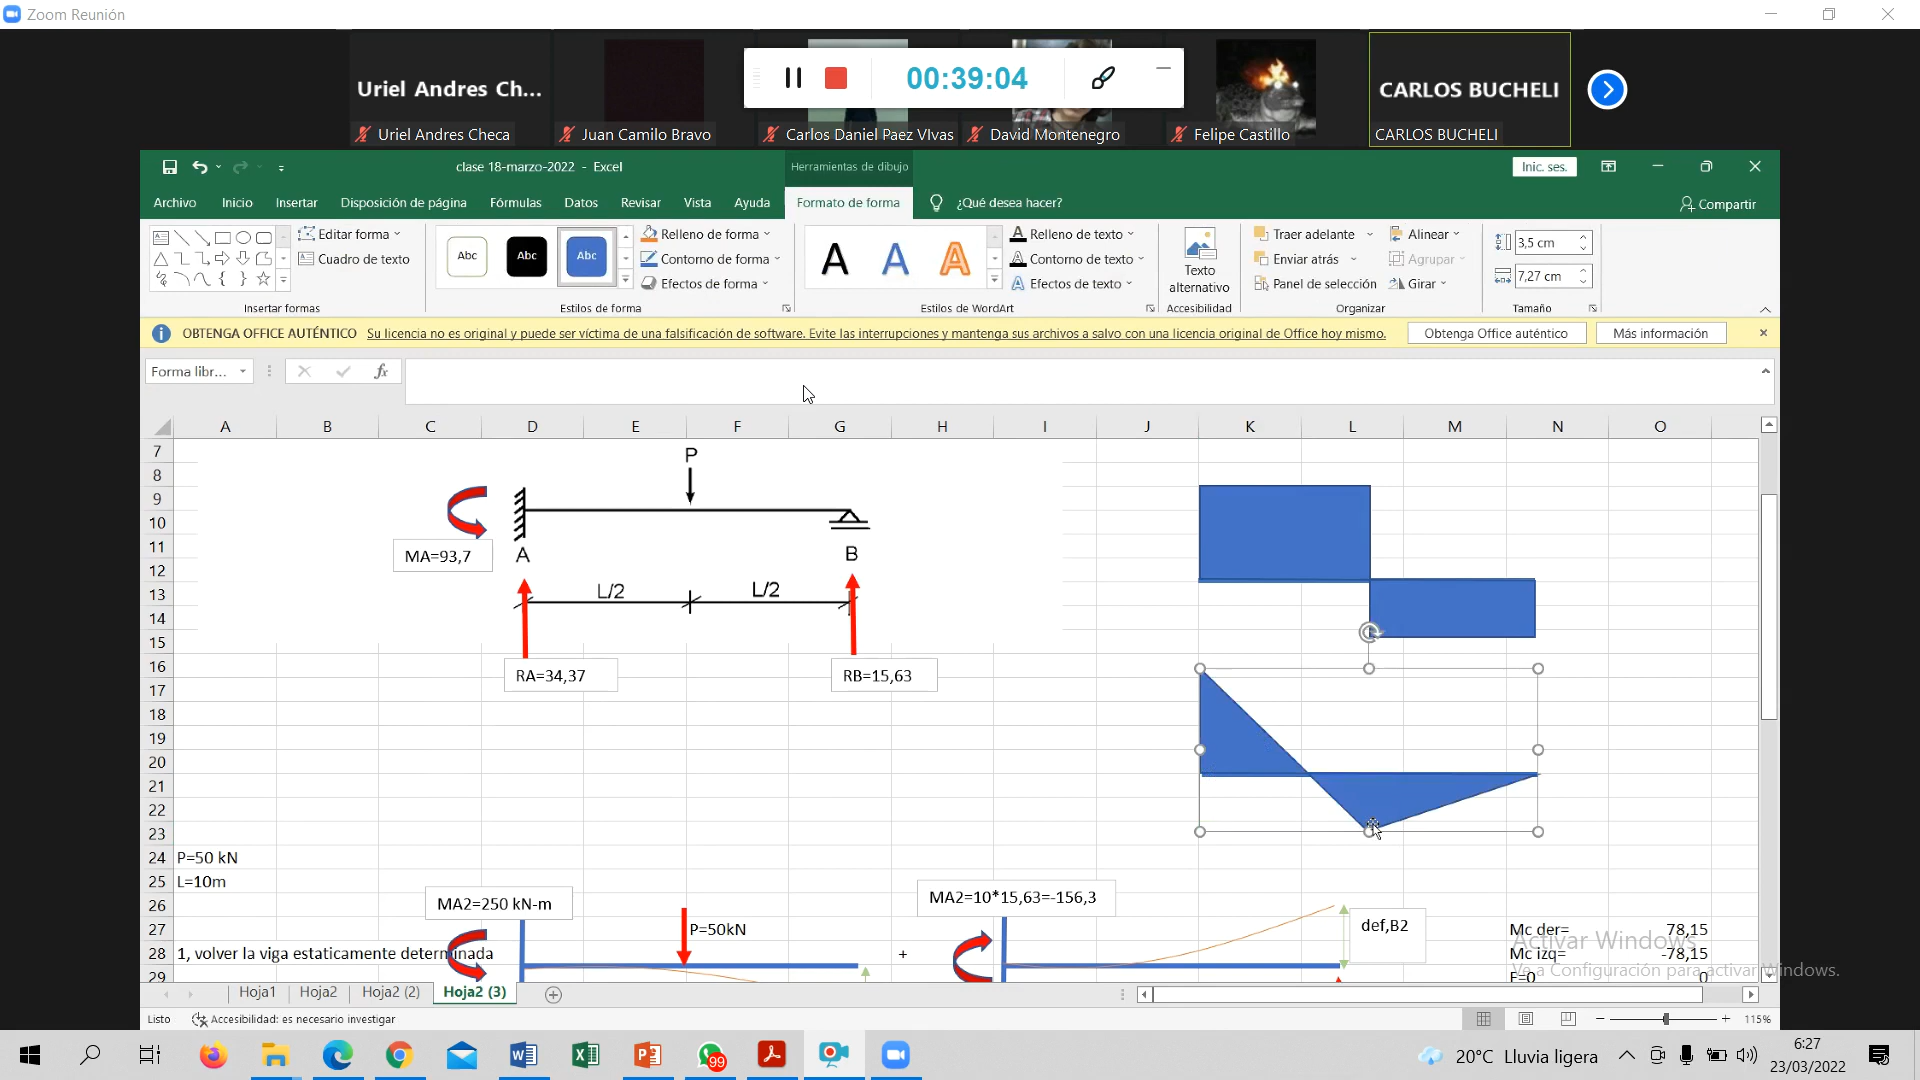 Zoom Reunión
Uriel Andres Ch...
CARLOS BUCHELI
00:39:04
Uriel Andres Checa
Juan Camilo Bravo
Carlos Daniel Paez VIvas
David Montenegro
Felipe Castillo
CARLOS BUCHELI
clase 18-marzo-2022 - Excel
Herramientas de dibujo
Inic. ses.
Archivo Inicio Insertar Disposición de página Fórmulas Datos Revisar Vista Ayuda Formato de forma ¿Qué desea hacer? Compartir
Editar forma
Cuadro de texto
Insertar formas
Abc Abc Abc
Relleno de forma
Contorno de forma
Efectos de forma
Estilos de forma
A A A
Relleno de texto
Contorno de texto
Efectos de texto
Estilos de WordArt
Texto
alternativo
Accesibilidad
Traer adelante
Enviar atrás
Panel de selección
Alinear
Agrupar
Girar
Organizar
3,5 cm
7,27 cm
Tamaño
OBTENGA OFFICE AUTÉNTICO Su licencia no es original y puede ser víctima de una falsificación de software. Evite las interrupciones y mantenga sus archivos a salvo con una licencia original de Office hoy mismo. Obtenga Office auténtico Más información
Forma libr... fx
A B C D E F G H I J K L M N O
7
8
9
10
11
12
13
14
15
16
17
18
19
20
21
22
23
24
25
26
27
28
29
P
MA=93,7
A
B
L/2
L/2
RA=34,37
RB=15,63
P=50 kN
L=10m
MA2=250 kN-m
MA2=10*15,63=-156,3
P=50kN
def,B2
Mc der= 78,15
1, volver la viga estaticamente determinada
+
Mc izq= -78,15
F=0 0
Activar Windows
Ve a Configuración para activar Windows.
Hoja1 Hoja2 Hoja2 (2) Hoja2 (3)
Listo Accesibilidad: es necesario investigar 115%
99
20°C Lluvia ligera
6:27
23/03/2022